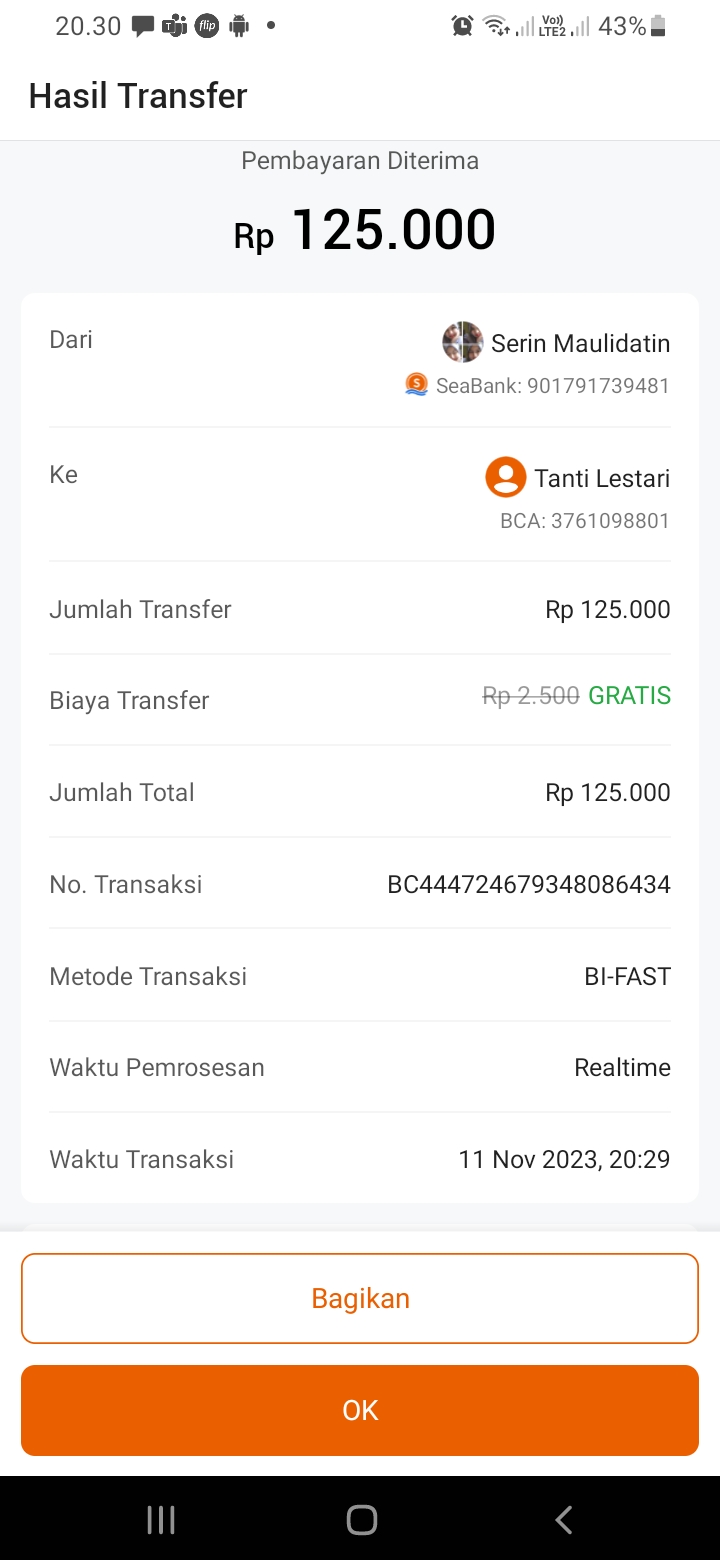 20.30 flip Vo)) LTE2 43%
Hasil Transfer
Pembayaran Diterima
Rp 125.000
Dari Serin Maulidatin
SeaBank: 901791739481
Ke Tanti Lestari
BCA: 3761098801
Jumlah Transfer Rp 125.000
Biaya Transfer Rp 2.500 GRATIS
Jumlah Total Rp 125.000
No. Transaksi BC444724679348086434
Metode Transaksi BI-FAST
Waktu Pemrosesan Realtime
Waktu Transaksi 11 Nov 2023, 20:29
Bagikan
OK